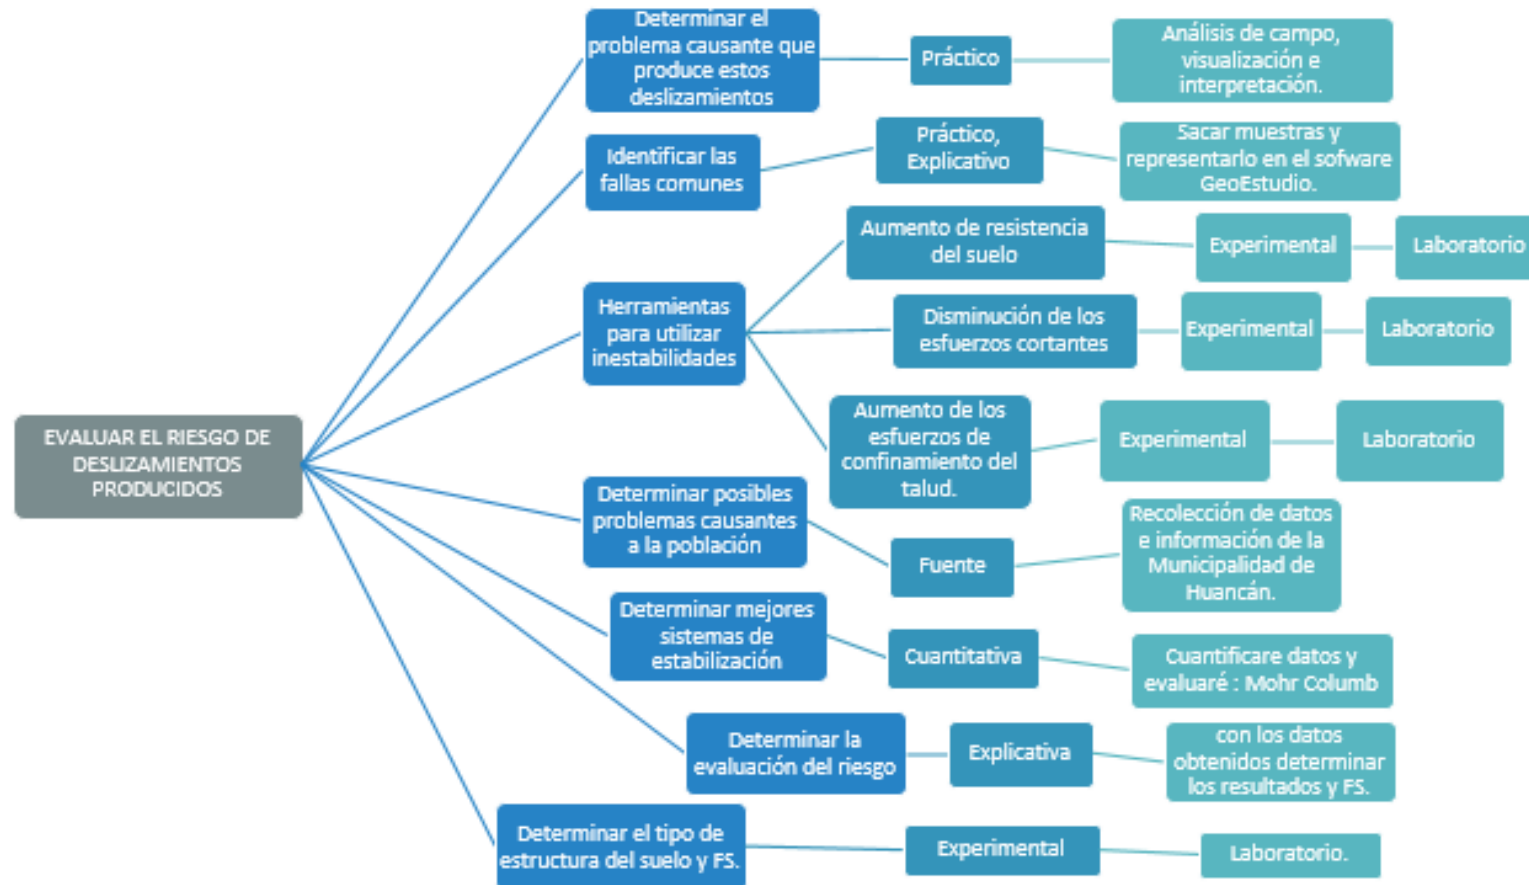 Determinar el
problema causante que
produce estos
deslizamientos
Práctico
Análisis de campo,
visualización e
interpretación.
Identificar las
fallas comunes
Práctico,
Explicativo
Sacar muestras y
representarlo en el sofware
GeoEstudio.
Herramientas
para utilizar
inestabilidades
Aumento de resistencia
del suelo
Experimental
Laboratorio
Disminución de los
esfuerzos cortantes
Experimental
Laboratorio
Aumento de los
esfuerzos de
confinamiento del
talud.
Experimental
Laboratorio
EVALUAR EL RIESGO DE
DESLIZAMIENTOS
PRODUCIDOS
Determinar posibles
problemas causantes
a la población
Fuente
Recolección de datos
e información de la
Municipalidad de
Huancán.
Determinar mejores
sistemas de
estabilización
Cuantitativa
Cuantificare datos y
evaluaré : Mohr Columb
Determinar la
evaluación del riesgo
Explicativa
con los datos
obtenidos determinar
los resultados y FS.
Determinar el tipo de
estructura del suelo y FS.
Experimental
Laboratorio.